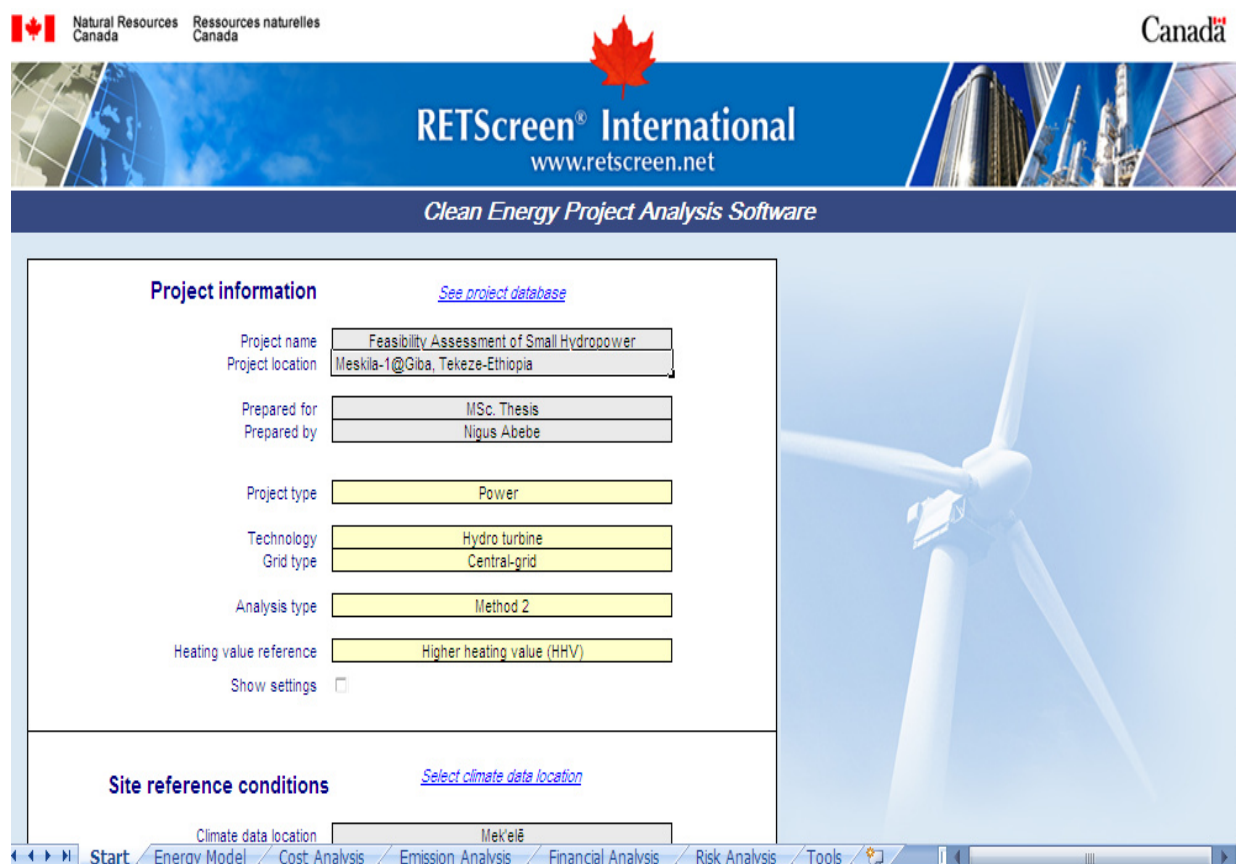 Natural Resources Ressources naturelles
Canada Canada
Canada
RETScreen® International
www.retscreen.net
Clean Energy Project Analysis Software
Project information See project database
Project name Feasibility Assessment of Small Hydropower
Project location Meskila-1@Giba, Tekeze-Ethiopia
Prepared for MSc. Thesis
Prepared by Nigus Abebe
Project type Power
Technology Hydro turbine
Grid type Central-grid
Analysis type Method 2
Heating value reference Higher heating value (HHV)
Show settings
Site reference conditions Select climate data location
Climate data location Mek'elē
Start Energy Model Cost Analysis Emission Analysis Financial Analysis Risk Analysis Tools